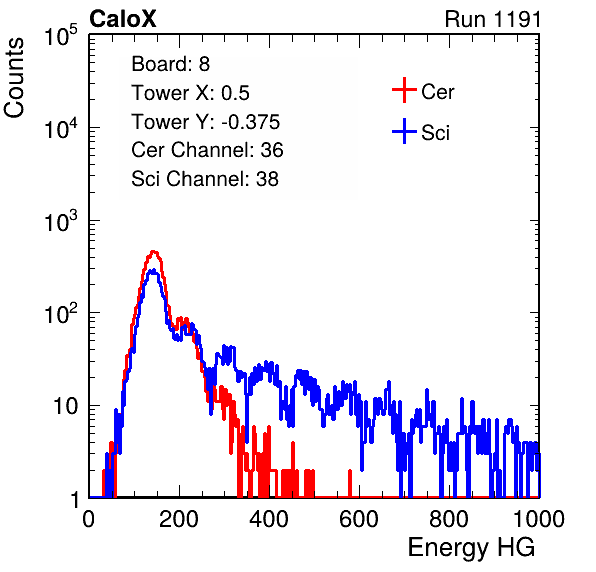 CaloX Run 1191
Counts
Board: 8
Tower X: 0.5
Tower Y: -0.375
Cer Channel: 36
Sci Channel: 38
Cer
Sci
10^5
10^4
10^3
10^2
10
1
0 200 400 600 800 1000
Energy HG